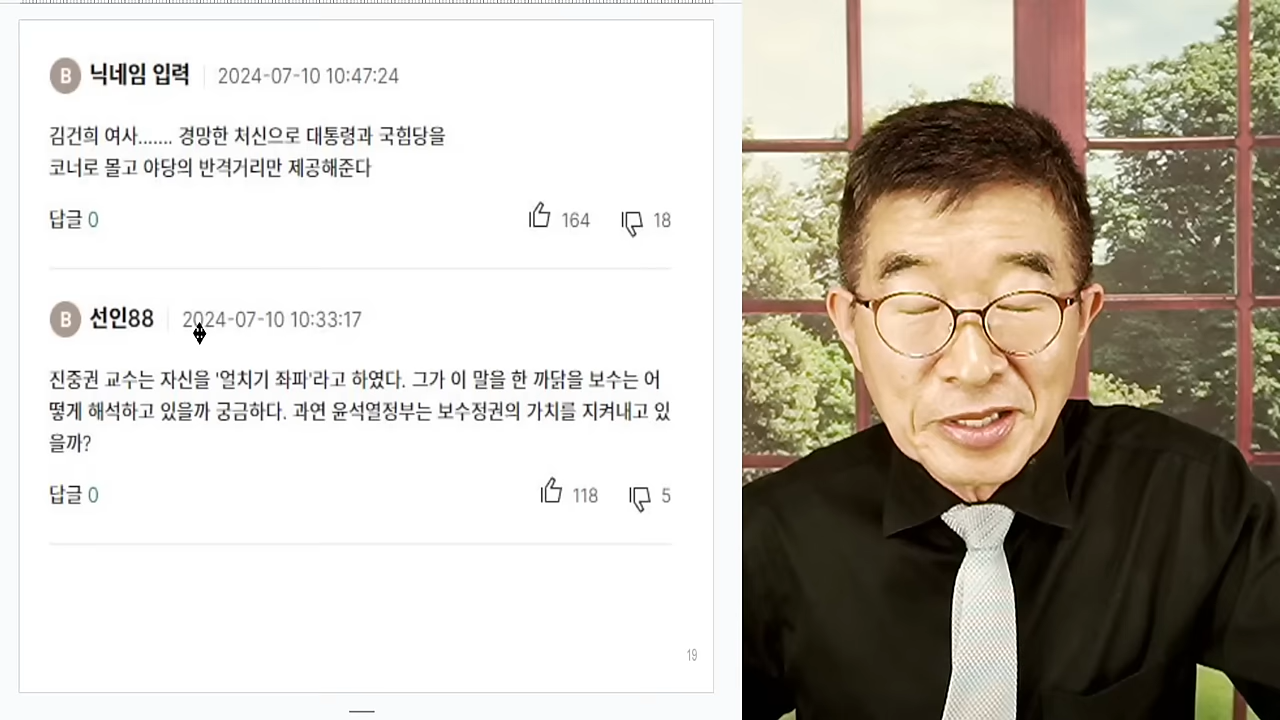 B 닉네임 입력 2024-07-10 10:47:24
김건희 여사....... 경망한 처신으로 대통령과 국힘당을
코너로 몰고 야당의 반격거리만 제공해준다
답글 0 164 18
B 선인88 2024-07-10 10:33:17
진중권 교수는 자신을 '얼치기 좌파'라고 하였다. 그가 이 말을 한 까닭을 보수는 어
떻게 해석하고 있을까 궁금하다. 과연 윤석열정부는 보수정권의 가치를 지켜내고 있
을까?
답글 0 118 5
19